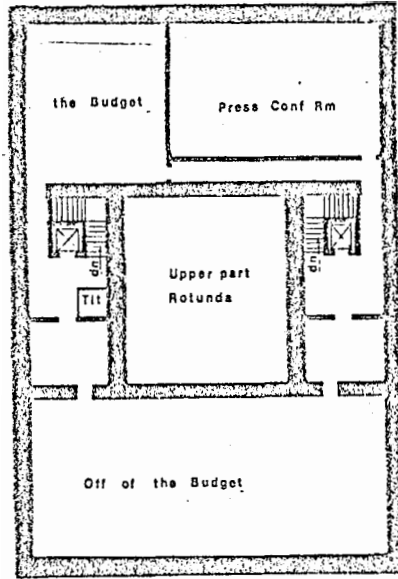 the Budget
Press Conf Rm
Upper part
Rotunda
dn
dn
Tlt
Off of the Budget